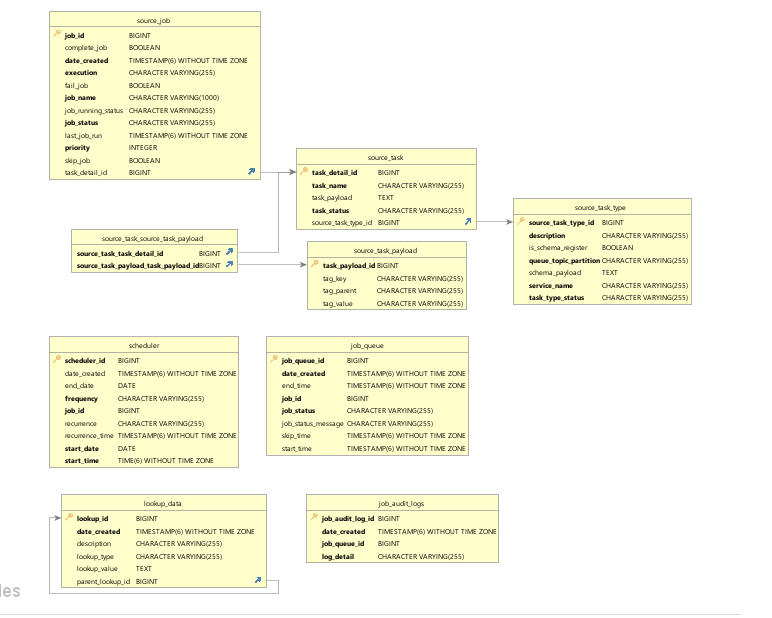 source_job
job_id BIGINT
complete_job BOOLEAN
date_created TIMESTAMP(6) WITHOUT TIME ZONE
execution CHARACTER VARYING(255)
fail_job BOOLEAN
job_name CHARACTER VARYING(1000)
job_running_status CHARACTER VARYING(255)
job_status CHARACTER VARYING(255)
last_job_run TIMESTAMP(6) WITHOUT TIME ZONE
priority INTEGER
skip_job BOOLEAN
task_detail_id BIGINT
source_task
task_detail_id BIGINT
task_name CHARACTER VARYING(255)
task_payload TEXT
task_status CHARACTER VARYING(255)
source_task_type_id BIGINT
source_task_type
source_task_type_id BIGINT
description CHARACTER VARYING(255)
is_schema_register BOOLEAN
queue_topic_partition CHARACTER VARYING(255)
schema_payload TEXT
service_name CHARACTER VARYING(255)
task_type_status CHARACTER VARYING(255)
source_task_source_task_payload
source_task_task_detail_id BIGINT
source_task_payload_task_payload_id BIGINT
source_task_payload
task_payload_id BIGINT
tag_key CHARACTER VARYING(255)
tag_parent CHARACTER VARYING(255)
tag_value CHARACTER VARYING(255)
scheduler
scheduler_id BIGINT
date_created TIMESTAMP(6) WITHOUT TIME ZONE
end_date DATE
frequency CHARACTER VARYING(255)
job_id BIGINT
recurrence CHARACTER VARYING(255)
recurrence_time TIMESTAMP(6) WITHOUT TIME ZONE
start_date DATE
start_time TIME(6) WITHOUT TIME ZONE
job_queue
job_queue_id BIGINT
date_created TIMESTAMP(6) WITHOUT TIME ZONE
end_time TIMESTAMP(6) WITHOUT TIME ZONE
job_id BIGINT
job_status CHARACTER VARYING(255)
job_status_message CHARACTER VARYING(255)
skip_time TIMESTAMP(6) WITHOUT TIME ZONE
start_time TIMESTAMP(6) WITHOUT TIME ZONE
lookup_data
lookup_id BIGINT
date_created TIMESTAMP(6) WITHOUT TIME ZONE
description CHARACTER VARYING(255)
lookup_type CHARACTER VARYING(255)
lookup_value TEXT
parent_lookup_id BIGINT
job_audit_logs
job_audit_log_id BIGINT
date_created TIMESTAMP(6) WITHOUT TIME ZONE
job_queue_id BIGINT
log_detail CHARACTER VARYING(255)
les